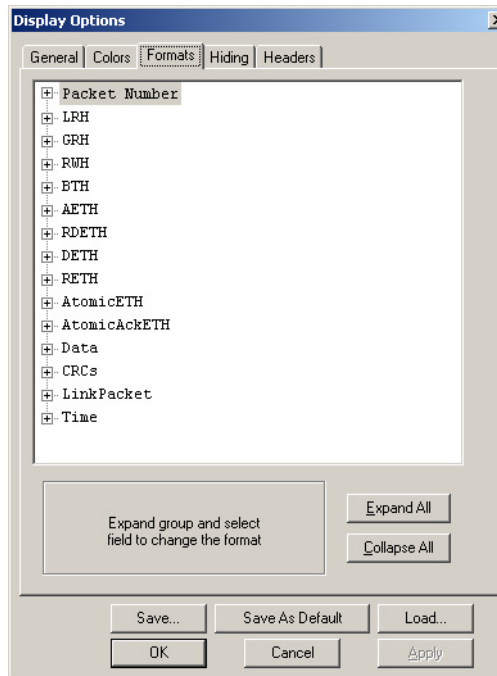 Display Options
General Colors Formats Hiding Headers
Packet Number
LRH
GRH
RWH
BTH
AETH
RDETH
DETH
RETH
AtomicETH
AtomicAckETH
Data
CRCs
LinkPacket
Time
Expand group and select
field to change the format
Expand All
Collapse All
Save... Save As Default Load...
OK Cancel Apply